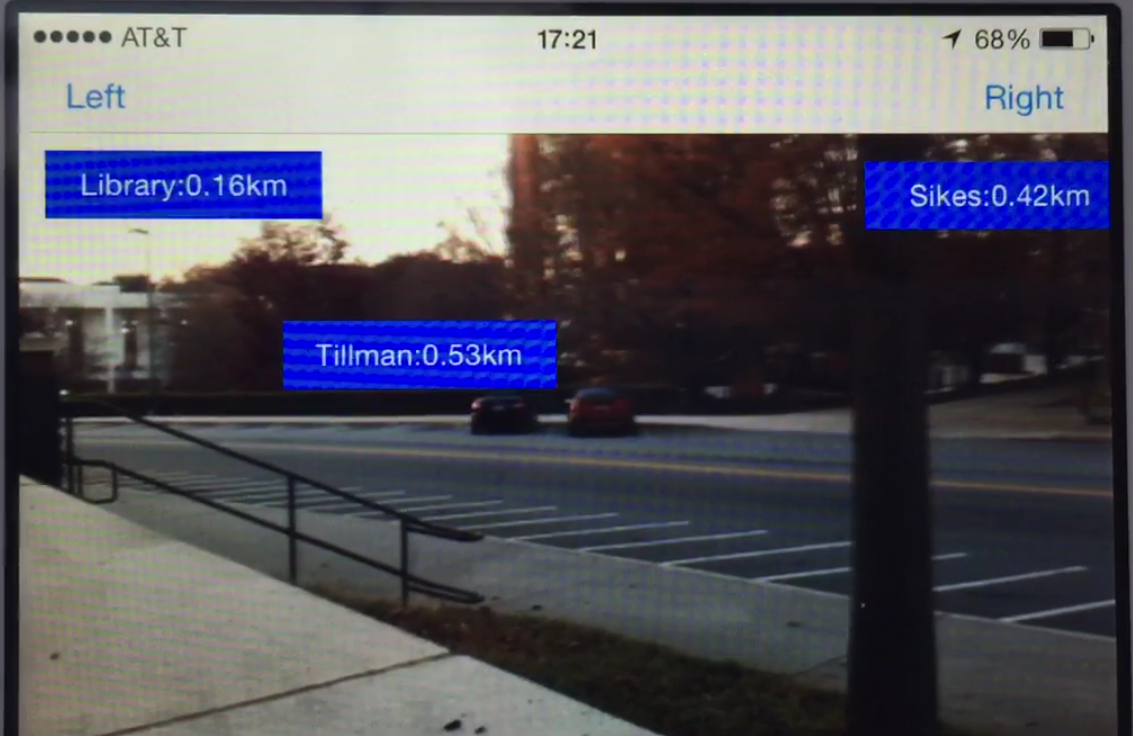 AT&T 17:21 68%
Left Right
Library:0.16km
Sikes:0.42km
Tillman:0.53km